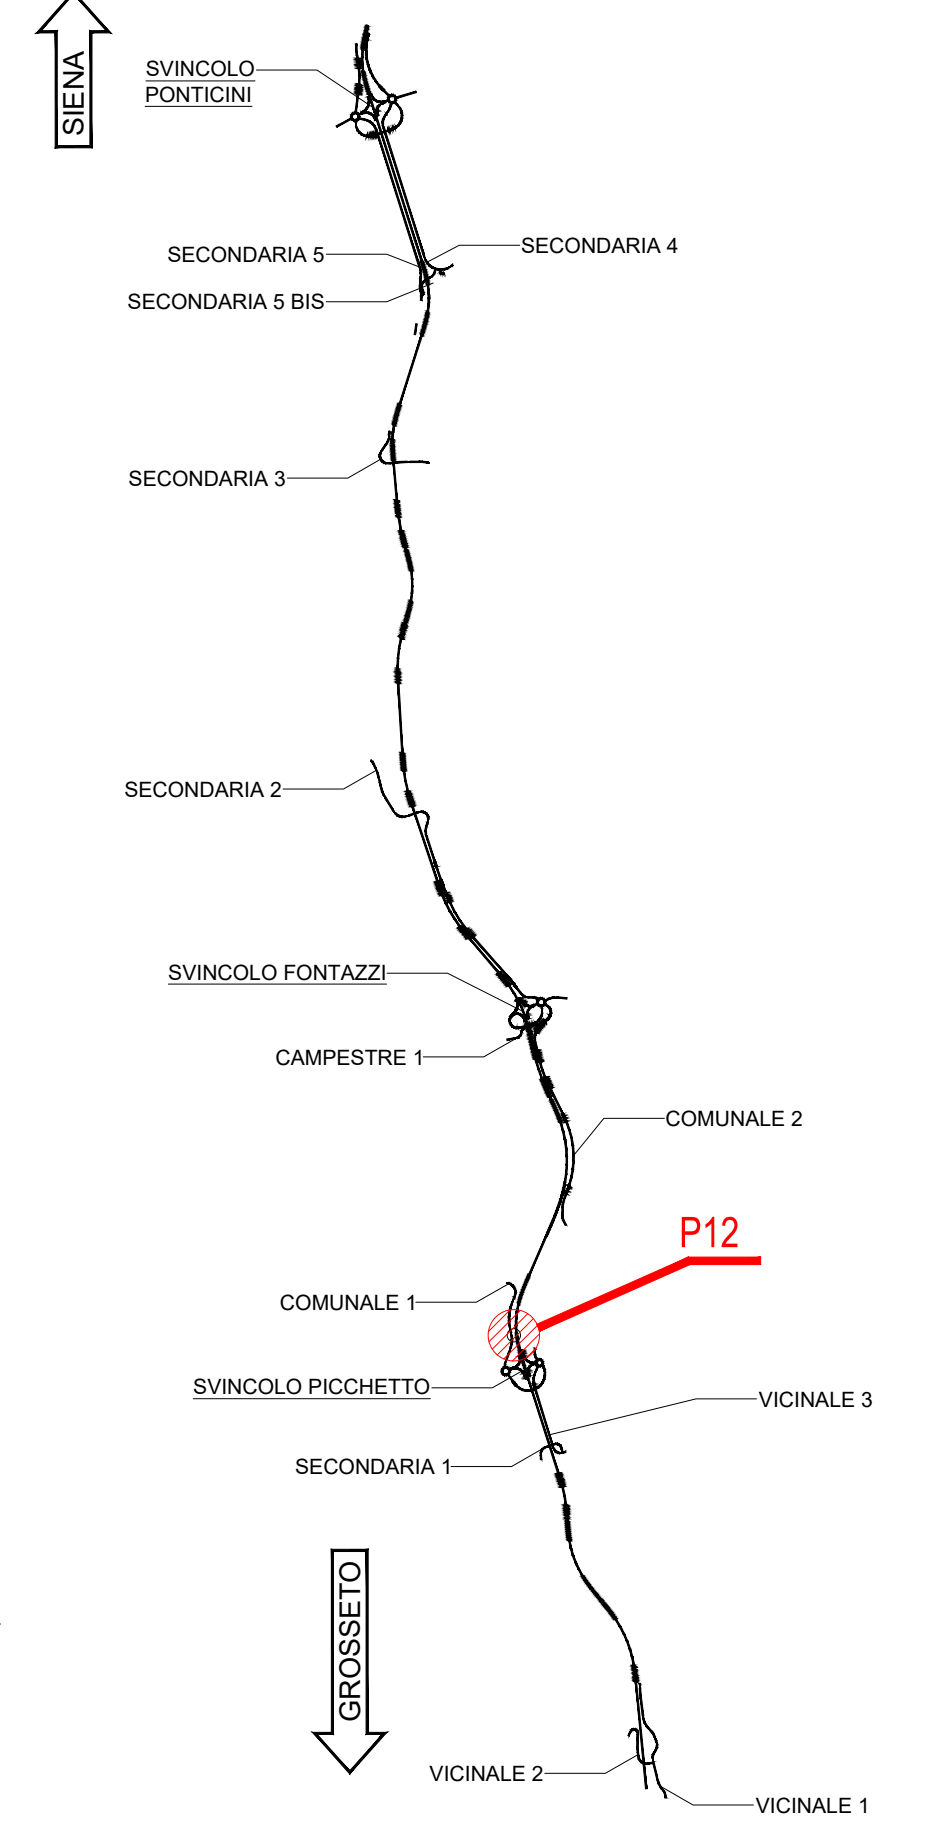 SIENA
SVINCOLO
PONTICINI
SECONDARIA 4
SECONDARIA 5
SECONDARIA 5 BIS
SECONDARIA 3
SECONDARIA 2
SVINCOLO FONTAZZI
CAMPESTRE 1
COMUNALE 2
P12
COMUNALE 1
SVINCOLO PICCHETTO
VICINALE 3
SECONDARIA 1
GROSSETO
VICINALE 2
VICINALE 1